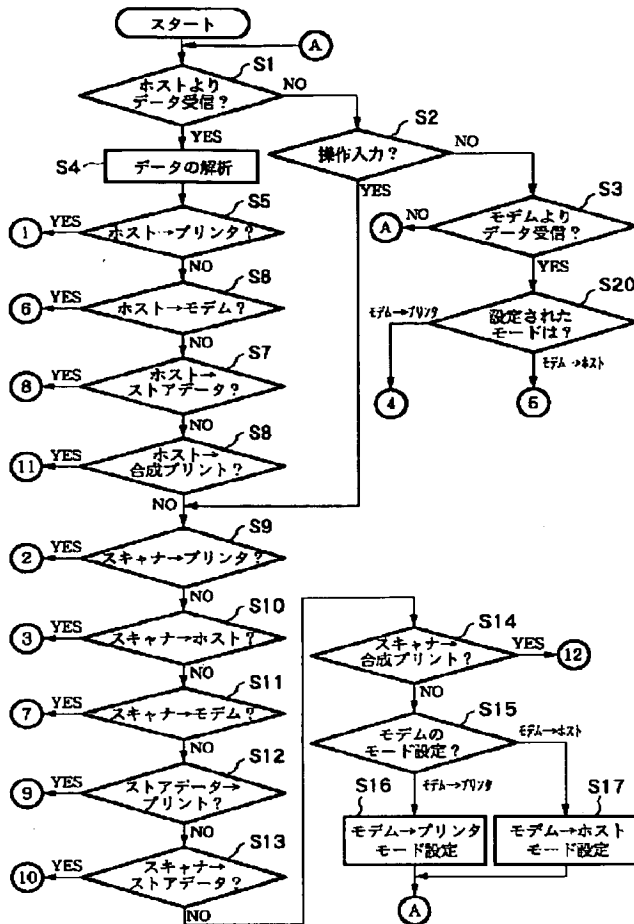 スタート
A
S1
ホストより
データ受信?
NO
YES
S2
操作入力?
NO
YES
S4
データの解析
S3
モデムより
データ受信?
NO
A
YES
S5
ホスト→プリンタ?
YES
1
NO
S20
設定された
モードは?
モデム→プリンタ
モデム→ホスト
4
5
S6
ホスト→モデム?
YES
6
NO
S7
ホスト→
ストアデータ?
YES
8
NO
S8
ホスト→
合成プリント?
YES
11
NO
S9
スキャナ→プリンタ?
YES
2
NO
S10
スキャナ→ホスト?
YES
3
NO
S11
スキャナ→モデム?
YES
7
NO
S12
ストアデータ→
プリント?
YES
9
NO
S13
スキャナ→
ストアデータ?
YES
10
NO
S14
スキャナ→
合成プリント?
YES
12
NO
S15
モデムの
モード設定?
モデム→ホスト
モデム→プリンタ
S16
モデム→プリンタ
モード設定
S17
モデム→ホスト
モード設定
A